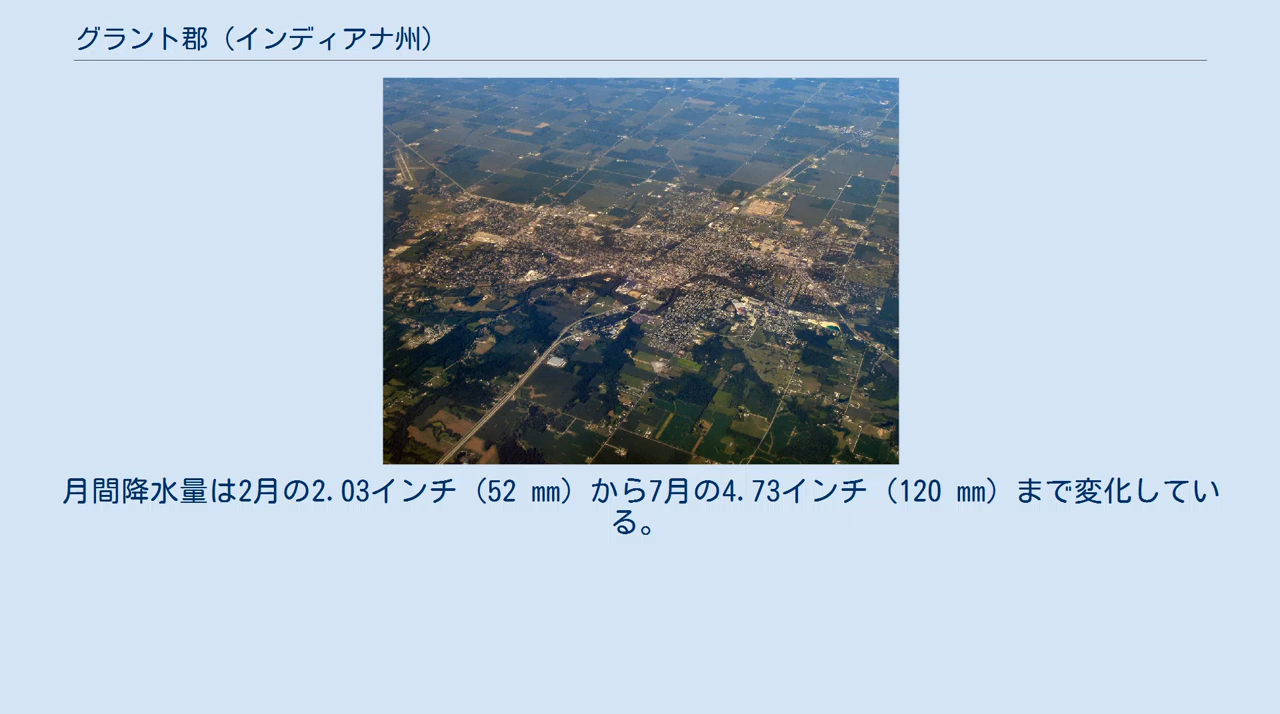 グラント郡（インディアナ州）
月間降水量は2月の2.03インチ（52 mm）から7月の4.73インチ（120 mm）まで変化してい
る。